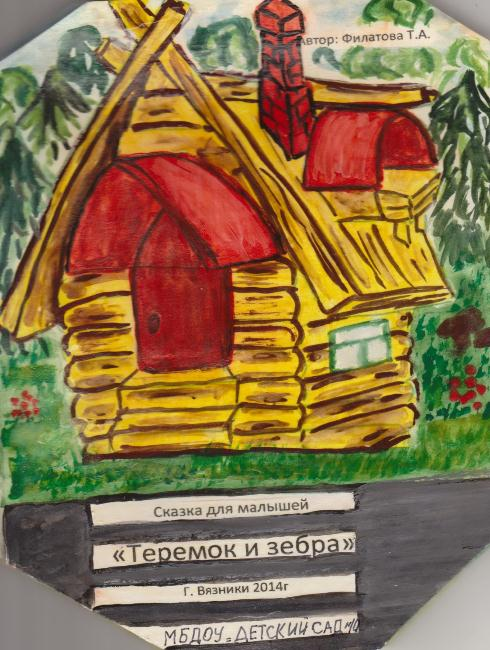 Автор: Филатова Т.А.
Сказка для малышей
«Теремок и зебра»
Г. Вязники 2014г
МБДОУ "ДЕТСКИЙ САД